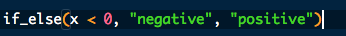 if_else(x < 0, "negative", "positive")